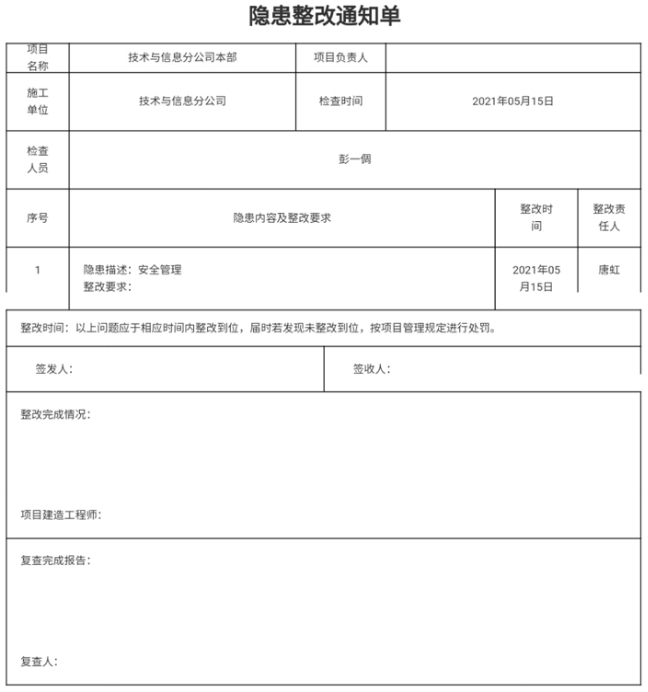 隐患整改通知单
项目
名称
技术与信息分公司本部
项目负责人
施工
单位
技术与信息分公司
检查时间
2021年05月15日
检查
人员
彭一倜
序号
隐患内容及整改要求
整改时
间
整改责
任人
1
隐患描述：安全管理
整改要求：
2021年05
月15日
唐虹
整改时间：以上问题应于相应时间内整改到位，届时若发现未整改到位，按项目管理规定进行处罚。
签发人：
签收人：
整改完成情况：
项目建造工程师：
复查完成报告：
复查人：